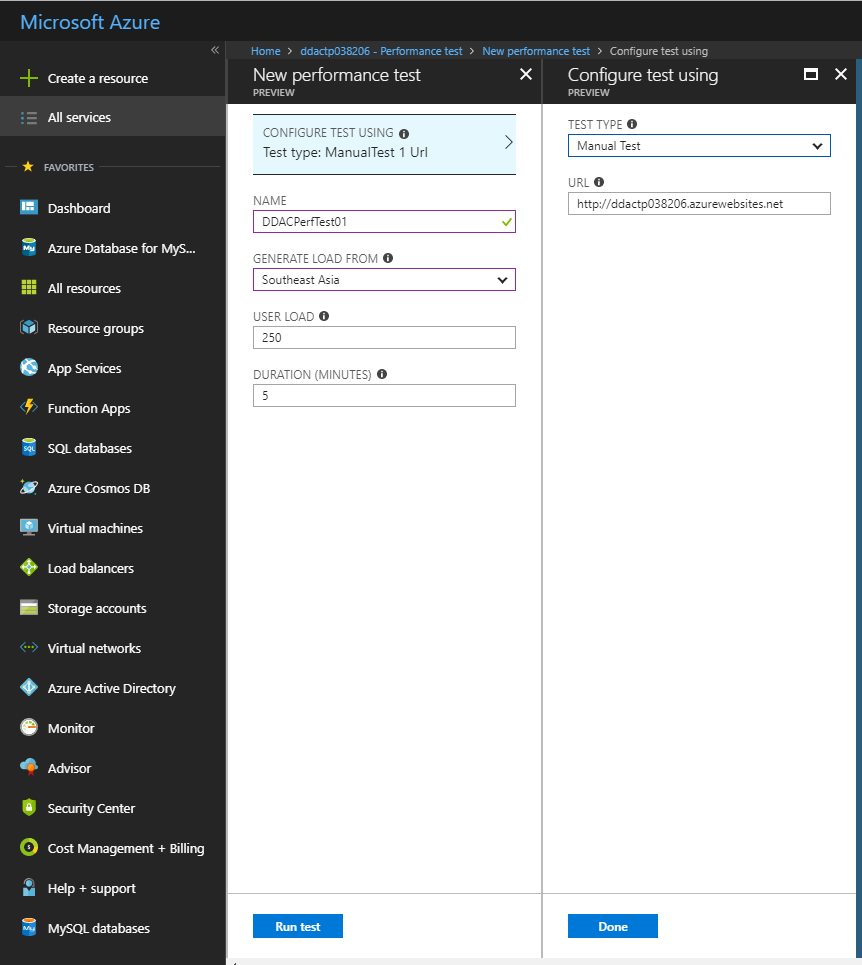 Microsoft Azure
«
Create a resource
All services
FAVORITES
Dashboard
Azure Database for MyS...
All resources
Resource groups
App Services
Function Apps
SQL databases
Azure Cosmos DB
Virtual machines
Load balancers
Storage accounts
Virtual networks
Azure Active Directory
Monitor
Advisor
Security Center
Cost Management + Billing
Help + support
MySQL databases
Home > ddactp038206 - Performance test > New performance test > Configure test using
New performance test
PREVIEW
CONFIGURE TEST USING
Test type: ManualTest 1 Url
NAME
DDACPerfTest01
GENERATE LOAD FROM
Southeast Asia
USER LOAD
250
DURATION (MINUTES)
5
Run test
Configure test using
PREVIEW
TEST TYPE
Manual Test
URL
http://ddactp038206.azurewebsites.net
Done